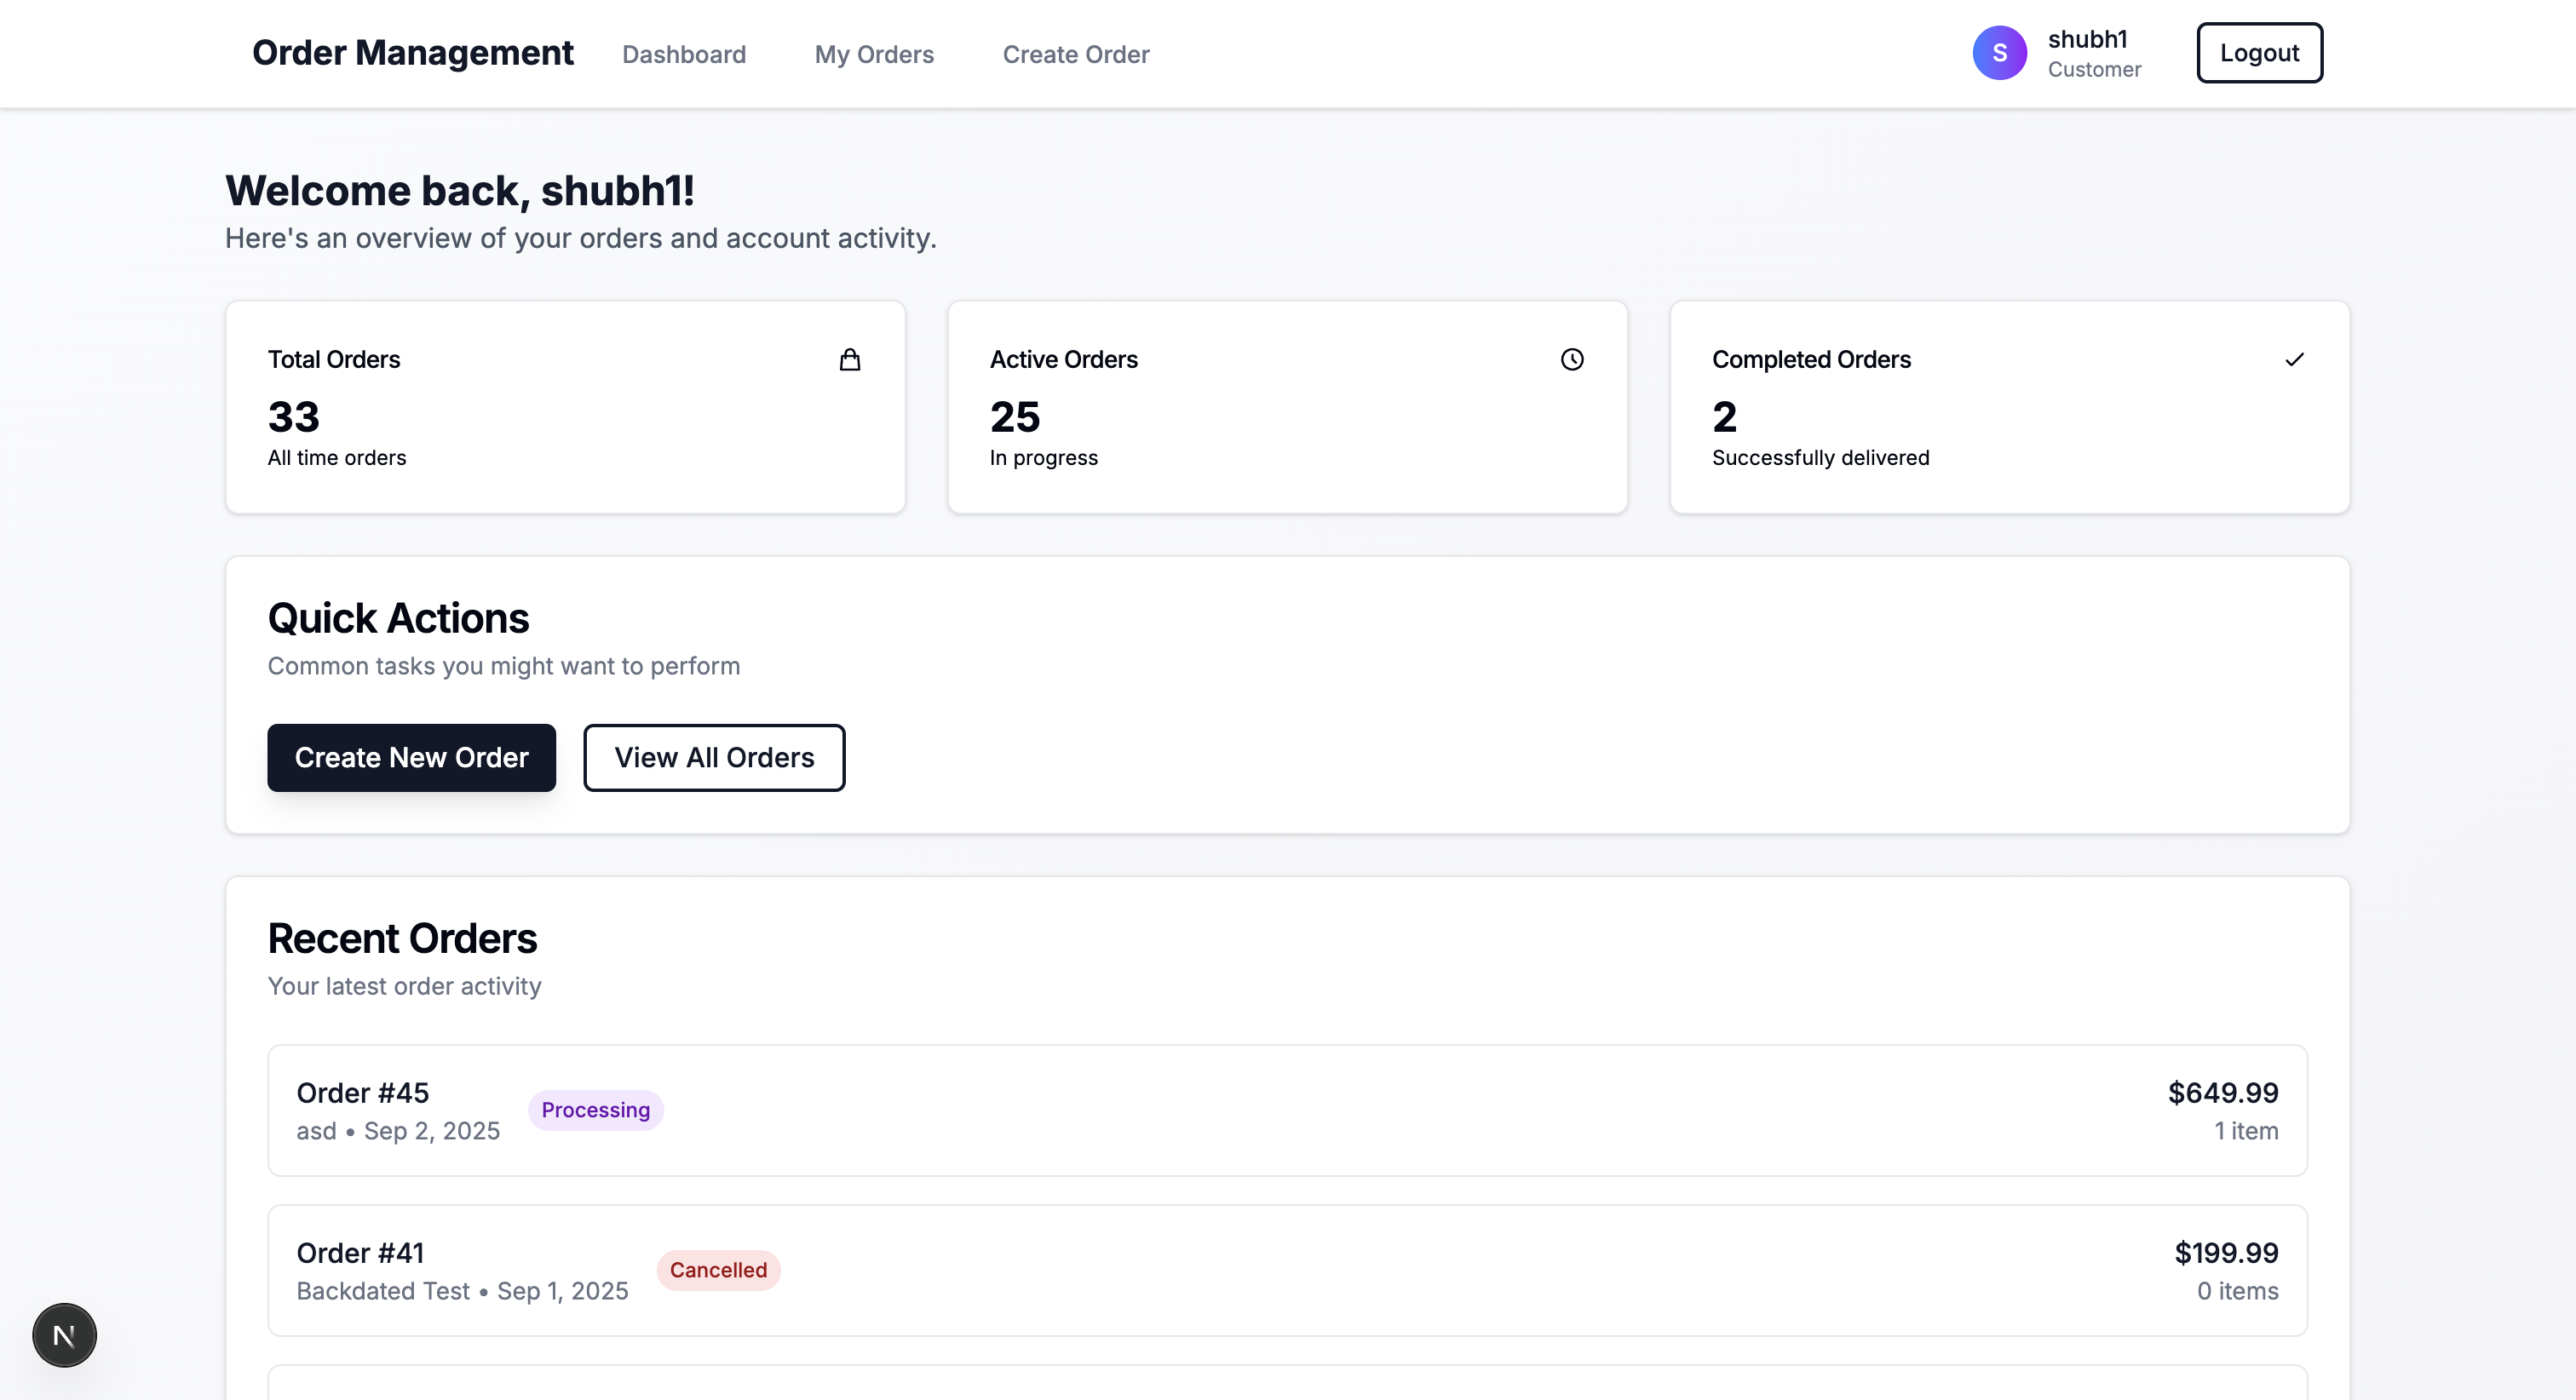 Order Management
Dashboard
My Orders
Create Order
S
shubh1
Customer
Logout
Welcome back, shubh1!
Here's an overview of your orders and account activity.
Total Orders
33
All time orders
Active Orders
25
In progress
Completed Orders
2
Successfully delivered
Quick Actions
Common tasks you might want to perform
Create New Order
View All Orders
Recent Orders
Your latest order activity
Order #45
asd • Sep 2, 2025
Processing
$649.99
1 item
Order #41
Backdated Test • Sep 1, 2025
Cancelled
$199.99
0 items
N